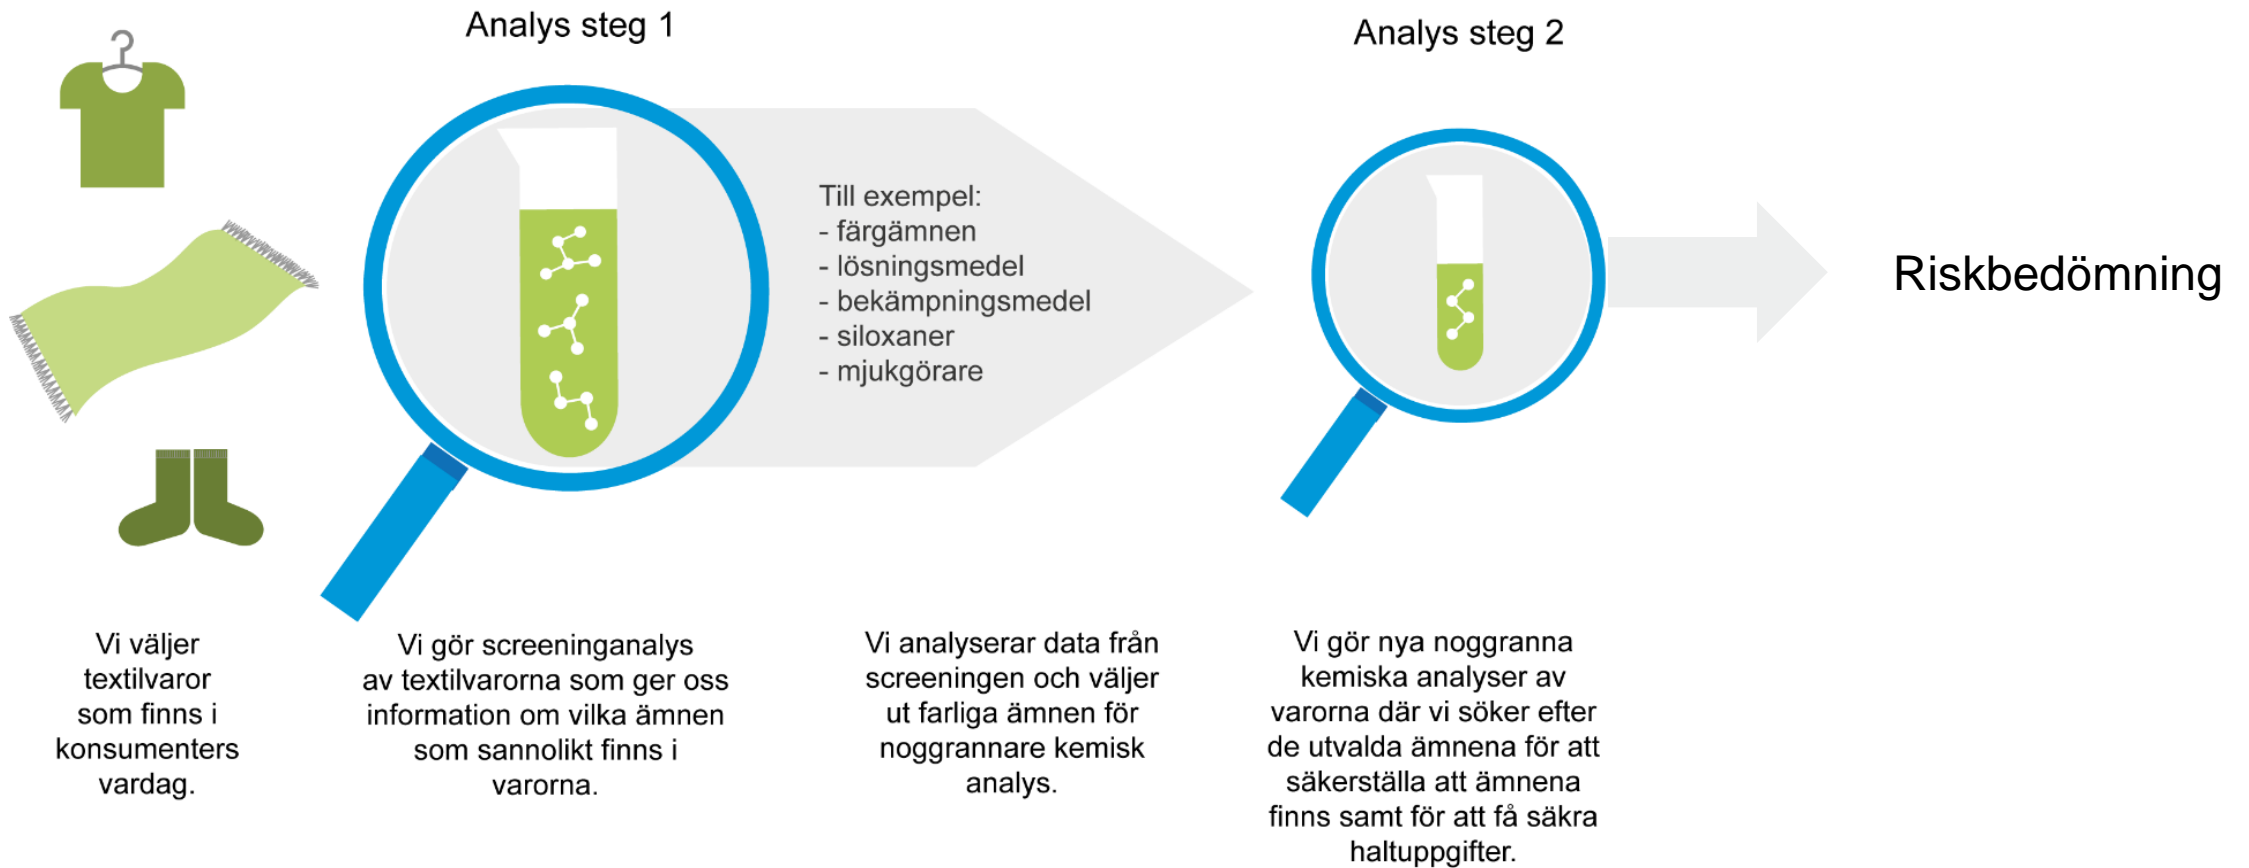 Analys steg 1
Analys steg 2
Till exempel:
- färgämnen
- lösningsmedel
- bekämpningsmedel
- siloxaner
- mjukgörare
Riskbedömning
Vi väljer
textilvaror
som finns i
konsumenters
vardag.
Vi gör screeninganalys
av textilvarorna som ger oss
information om vilka ämnen
som sannolikt finns i
varorna.
Vi analyserar data från
screeningen och väljer
ut farliga ämnen för
noggrannare kemisk
analys.
Vi gör nya noggranna
kemiska analyser av
varorna där vi söker efter
de utvalda ämnena för att
säkerställa att ämnena
finns samt för att få säkra
haltuppgifter.